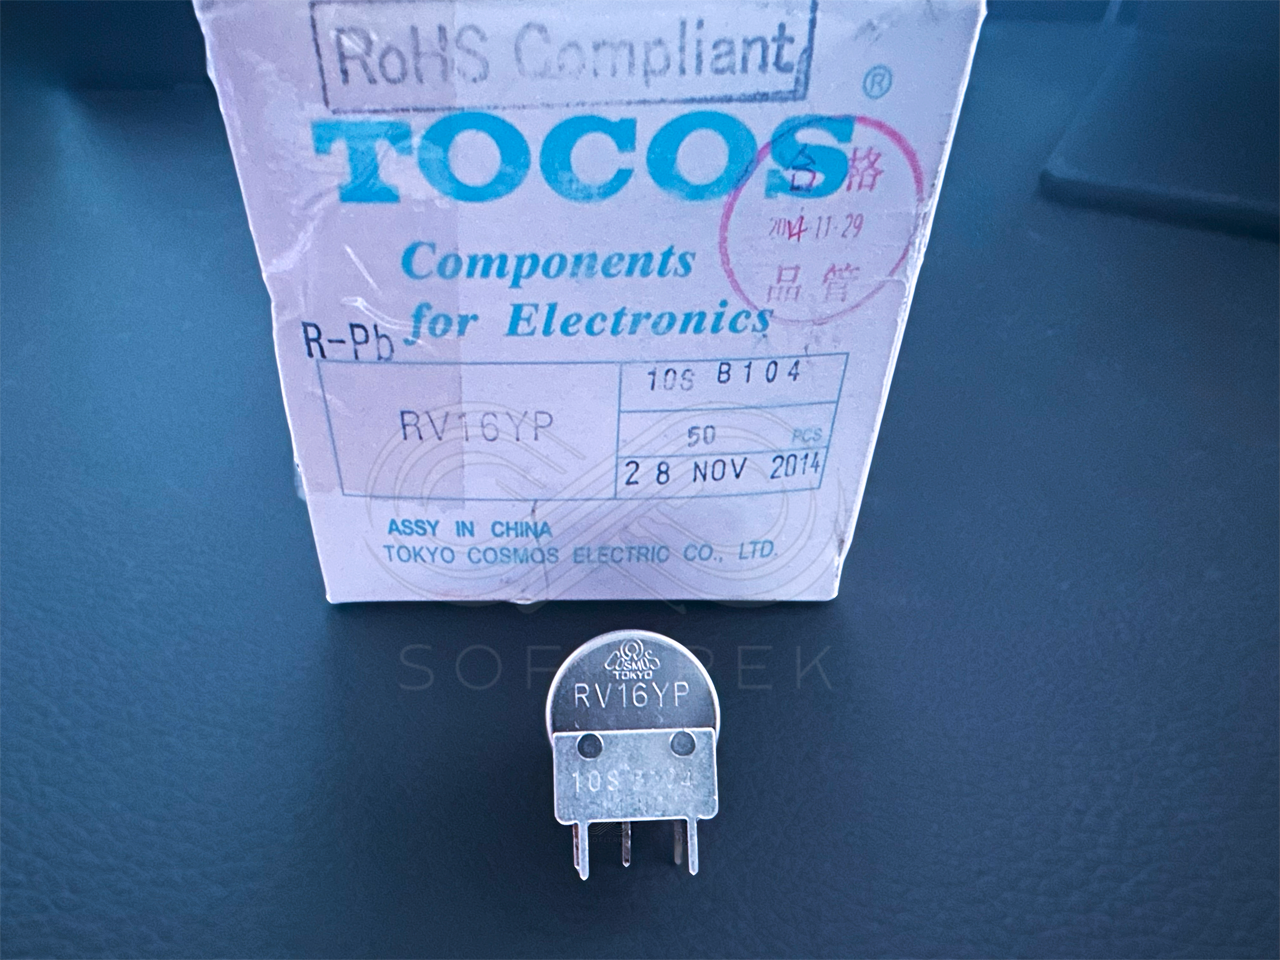 RoHS Compliant
®
TOCOS
合格
2014-11-29
品管
Components
for Electronics
R-Pb
RV16YP
10S B104
50 PCS
28 NOV 2014
ASSY IN CHINA
TOKYO COSMOS ELECTRIC CO., LTD.
COSMOS
TOKYO
RV16YP
10S